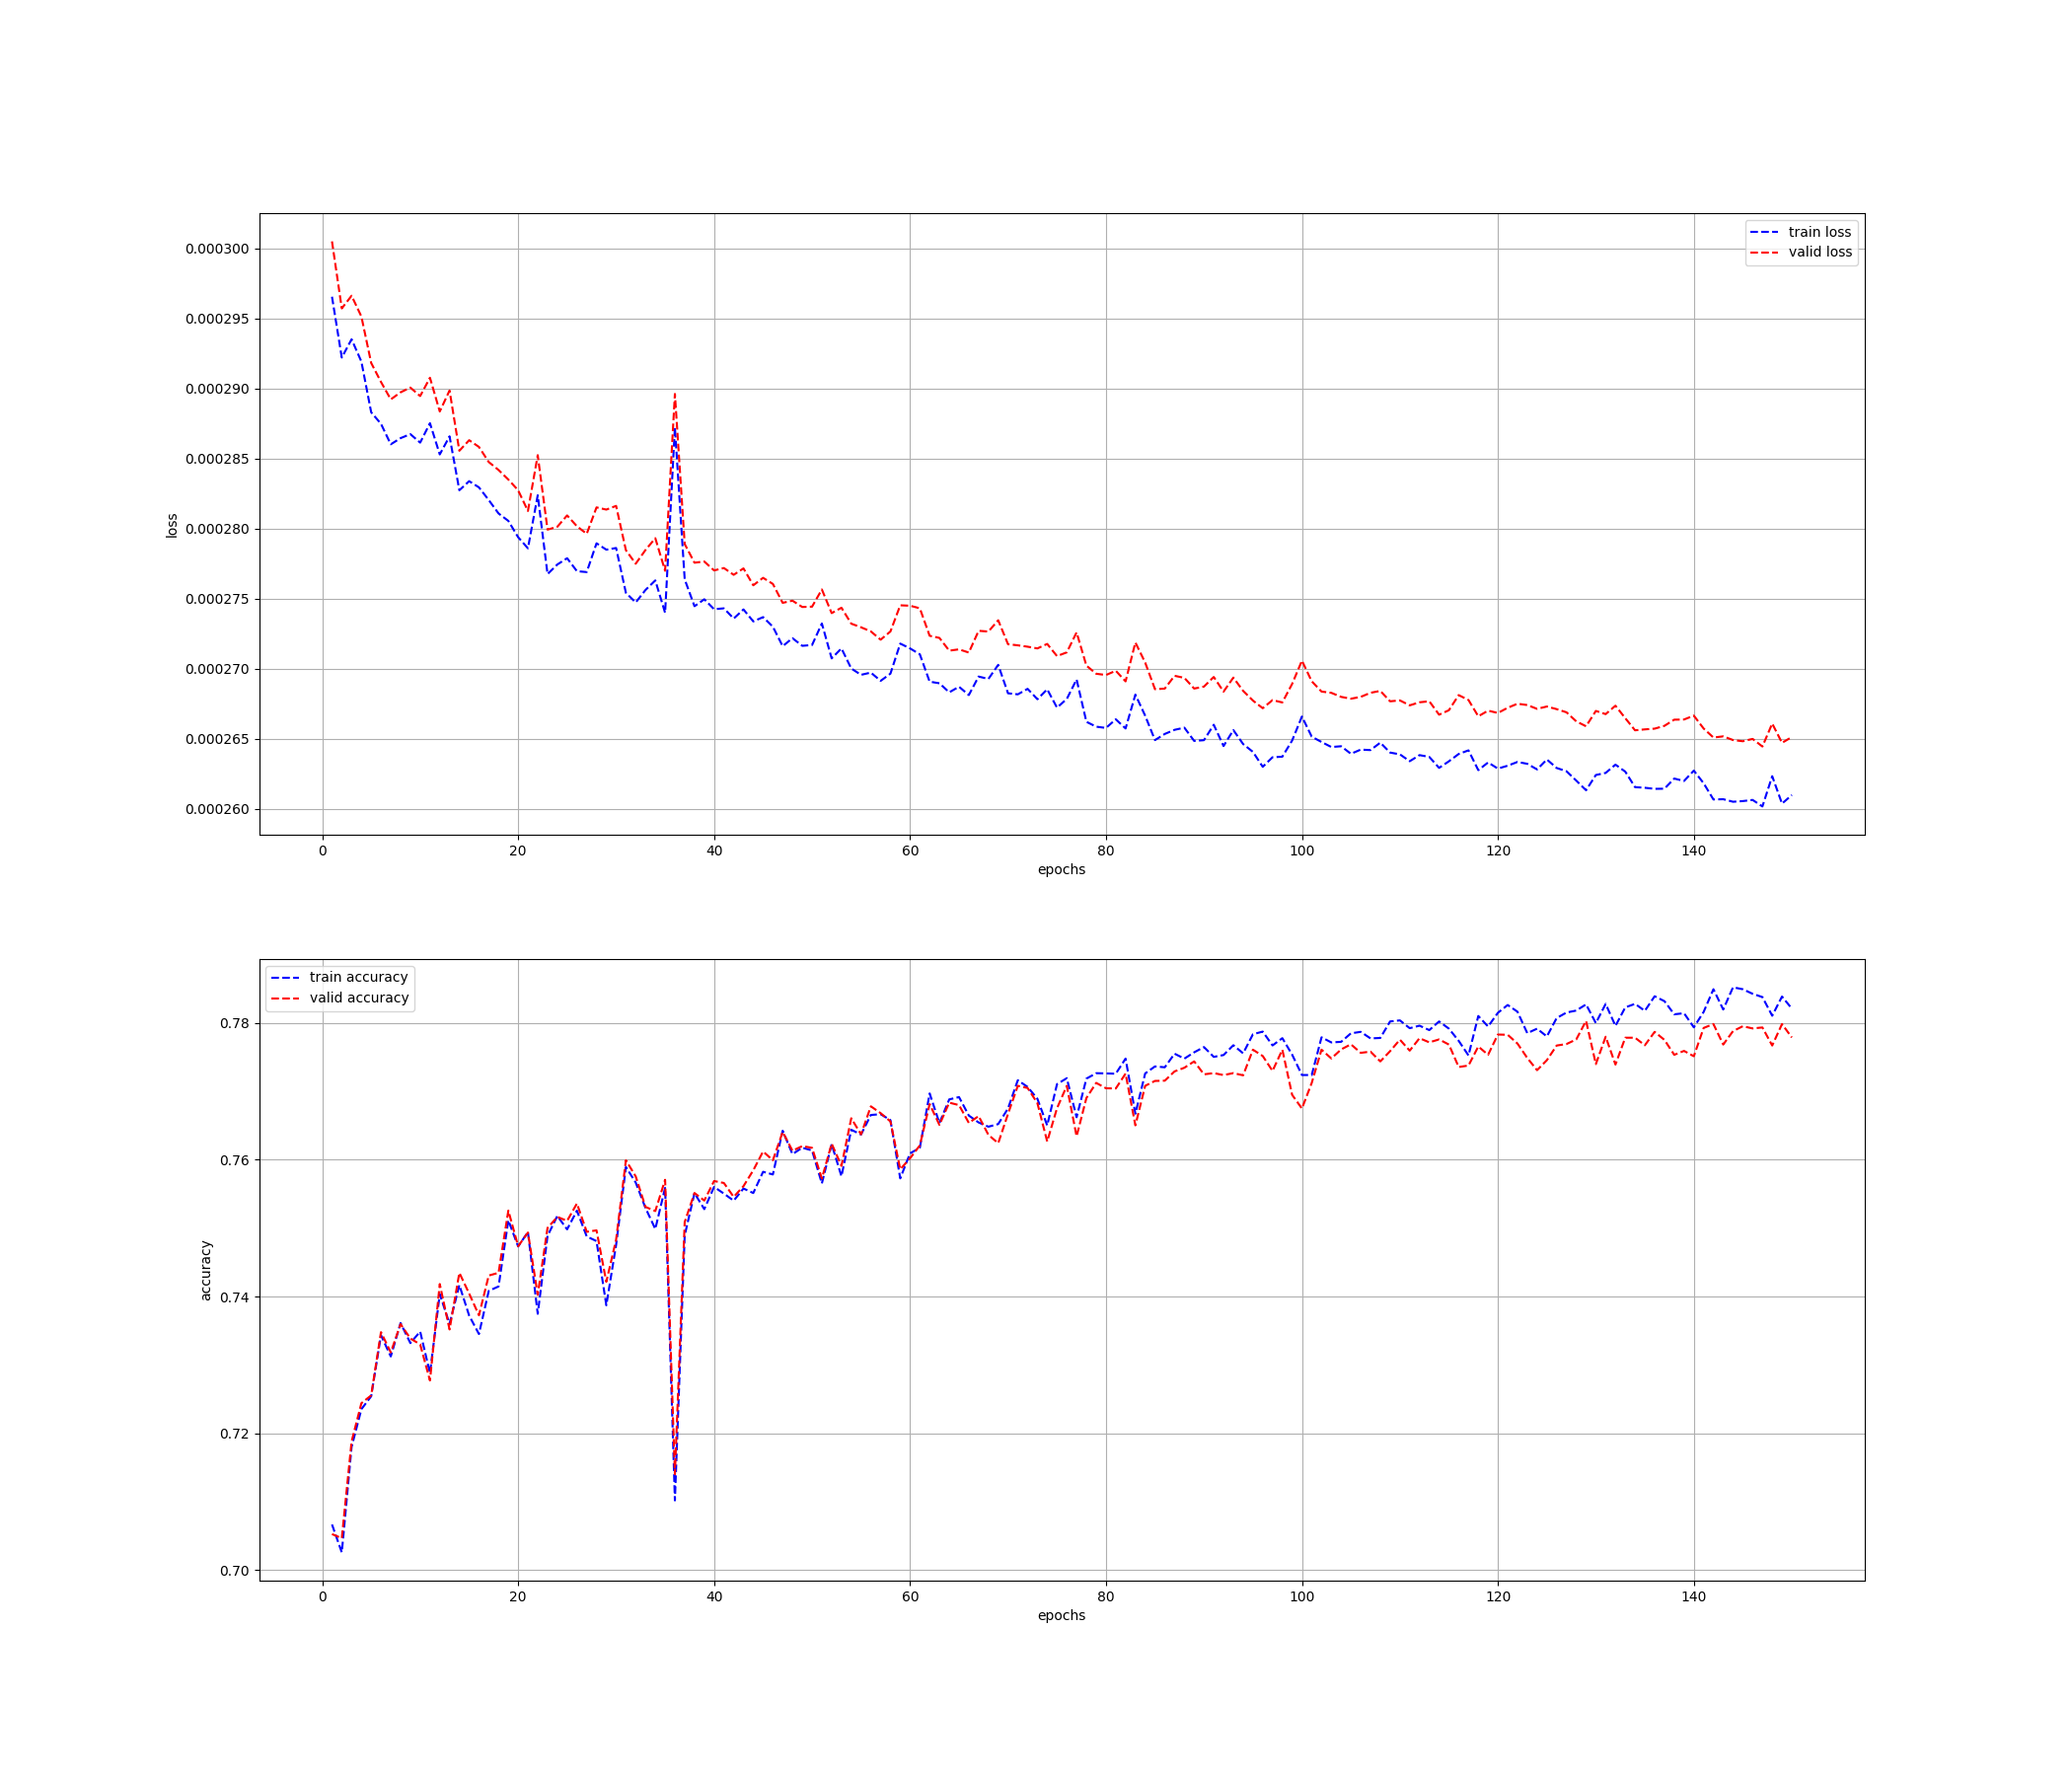 train loss
valid loss
0.000300
0.000295
0.000290
0.000285
0.000280
0.000275
0.000270
0.000265
0.000260
loss
0 20 40 60 80 100 120 140
epochs
train accuracy
valid accuracy
0.78
0.76
0.74
0.72
0.70
accuracy
0 20 40 60 80 100 120 140
epochs